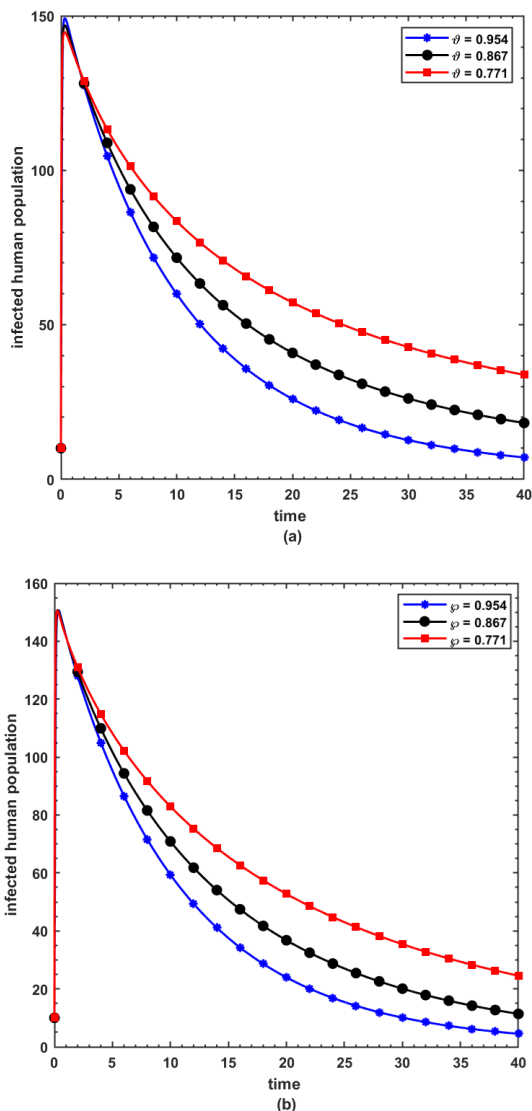 150
100
50
0
infected human population
ϑ = 0.954
ϑ = 0.867
ϑ = 0.771
0 5 10 15 20 25 30 35 40
time
(a)
160
140
120
100
80
60
40
20
0
infected human population
℘ = 0.954
℘ = 0.867
℘ = 0.771
0 5 10 15 20 25 30 35 40
time
(b)